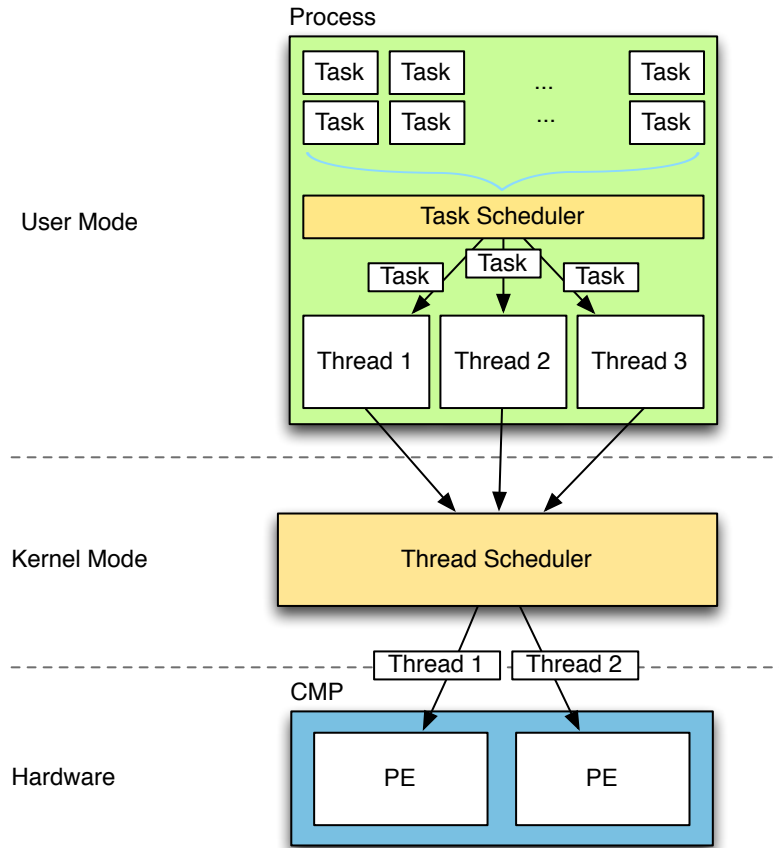 Process
Task Task ... Task
Task Task ... Task
User Mode
Task Scheduler
Task Task Task
Thread 1 Thread 2 Thread 3
Kernel Mode
Thread Scheduler
Thread 1 Thread 2
CMP
Hardware
PE PE